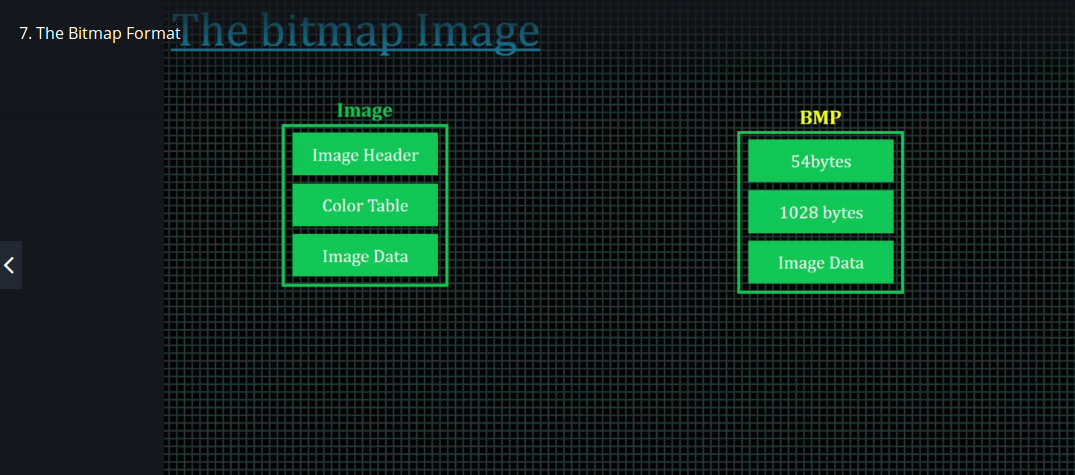 7. The Bitmap Format
The bitmap Image
Image
Image Header
Color Table
Image Data
BMP
54bytes
1028 bytes
Image Data